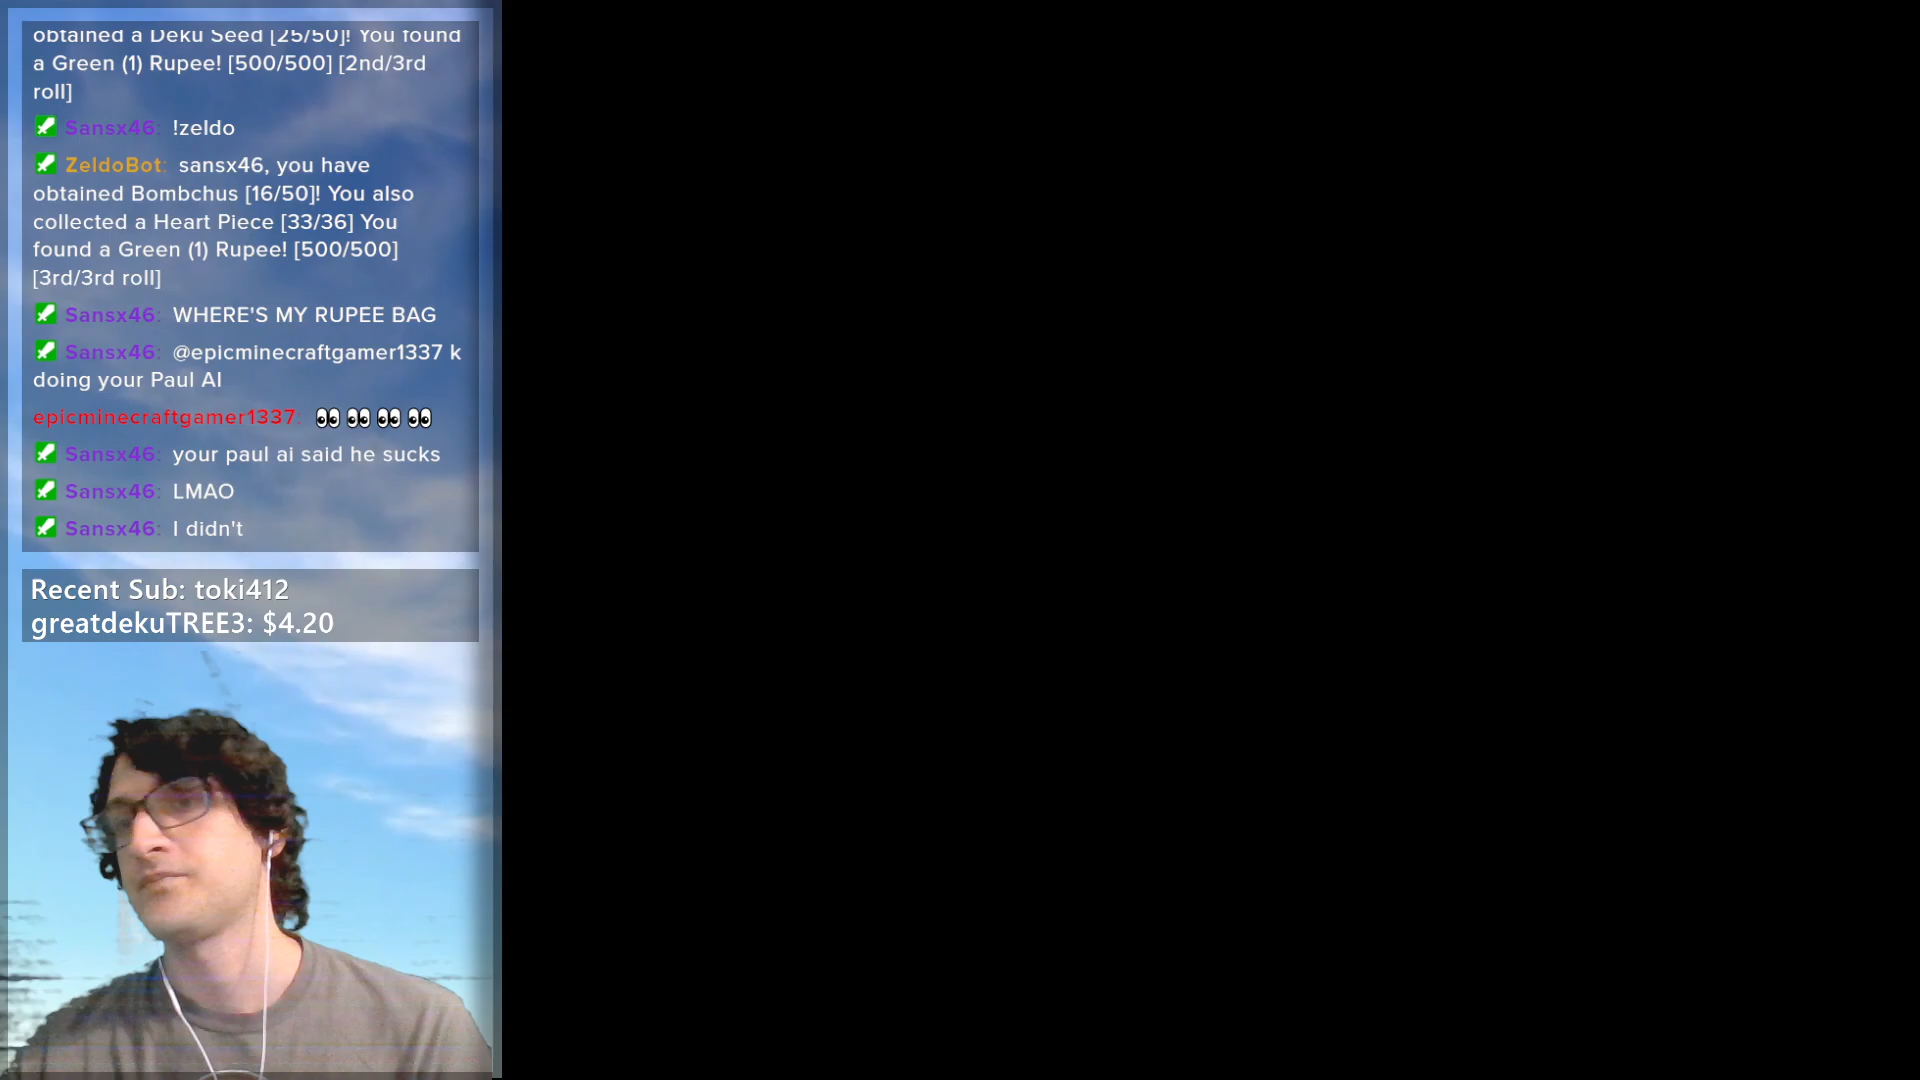 obtained a Deku Seed [25/50]! You found
a Green (1) Rupee! [500/500] [2nd/3rd
roll]
Sansx46: !zeldo
ZeldoBot: sansx46, you have
obtained Bombchus [16/50]! You also
collected a Heart Piece [33/36] You
found a Green (1) Rupee! [500/500]
[3rd/3rd roll]
Sansx46: WHERE'S MY RUPEE BAG
Sansx46: @epicminecraftgamer1337 k
doing your Paul AI
epicminecraftgamer1337: 👀 👀 👀 👀
Sansx46: your paul ai said he sucks
Sansx46: LMAO
Sansx46: I didn't
Recent Sub: toki412
greatdekuTREE3: $4.20